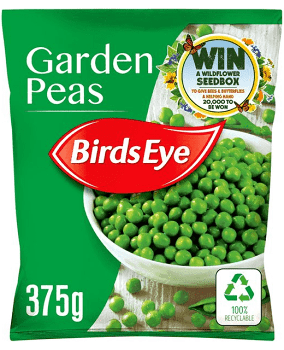 Garden
Peas
WIN
A WILDFLOWER
SEEDBOX
TO GIVE BEES & BUTTERFLIES
A HELPING HAND
20,000 TO
BE WON
Birds Eye
375g
100%
RECYCLABLE